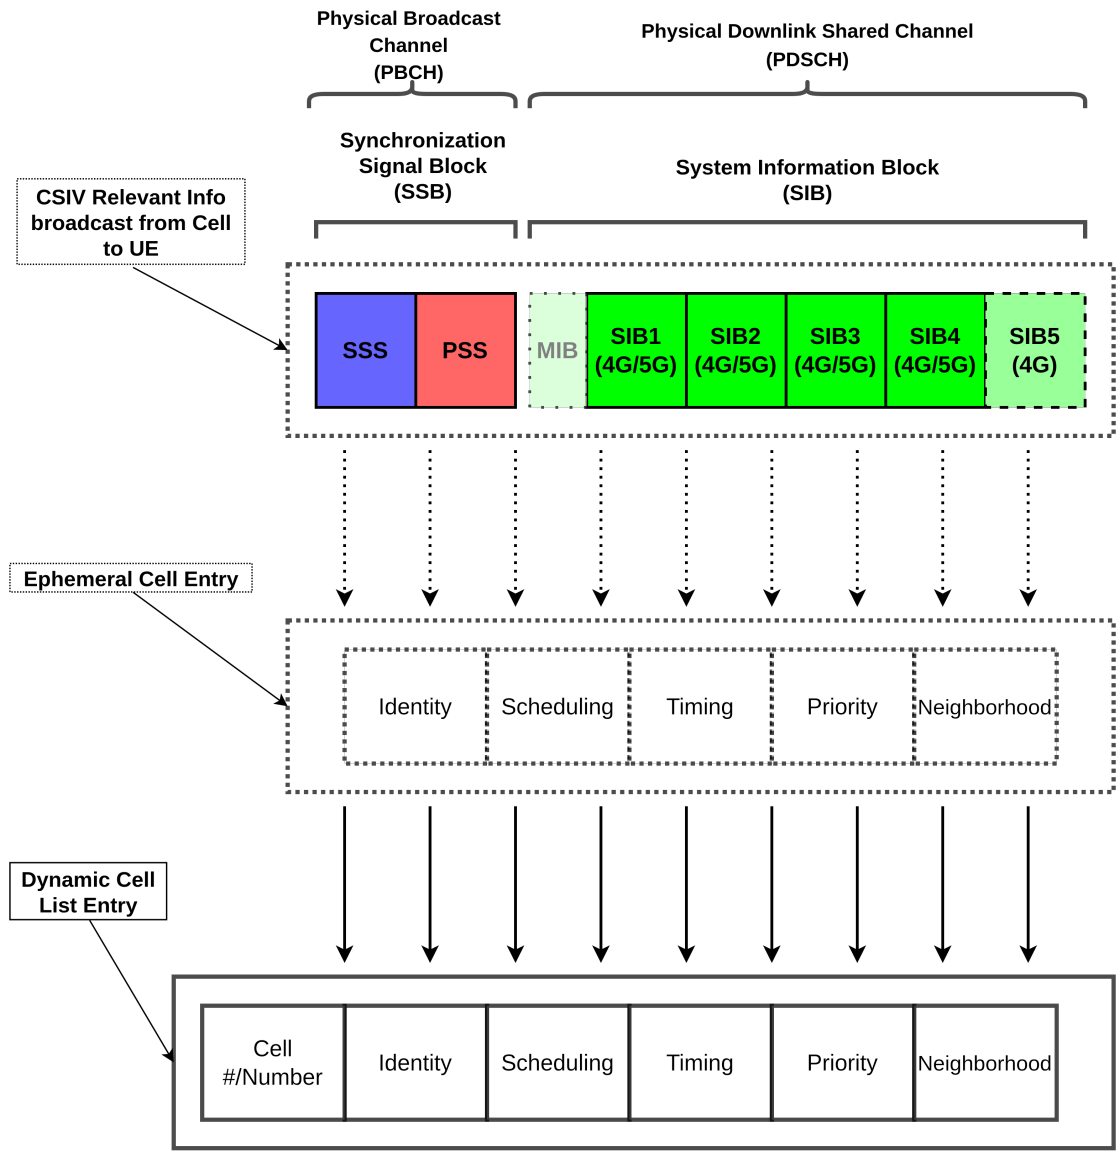 Physical Broadcast
Channel
(PBCH)
Physical Downlink Shared Channel
(PDSCH)
Synchronization
Signal Block
(SSB)
System Information Block
(SIB)
CSIV Relevant Info
broadcast from Cell
to UE
SSS
PSS
MIB
SIB1
(4G/5G)
SIB2
(4G/5G)
SIB3
(4G/5G)
SIB4
(4G/5G)
SIB5
(4G)
Ephemeral Cell Entry
Identity
Scheduling
Timing
Priority
Neighborhood
Dynamic Cell
List Entry
Cell
#/Number
Identity
Scheduling
Timing
Priority
Neighborhood